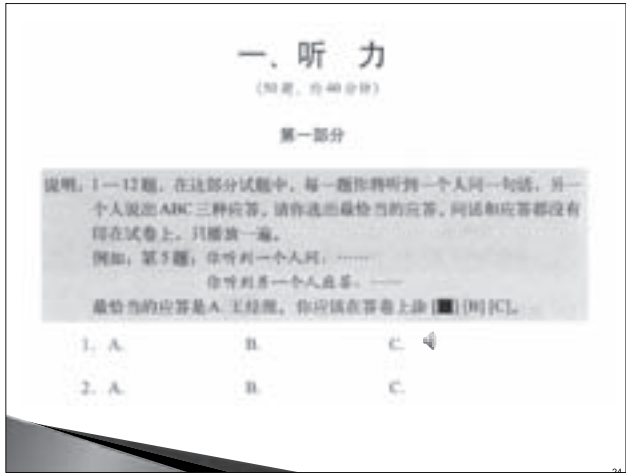 一、听 力
(50题，约40分钟)
第一部分
说明：1—12题，在这部分试题中，每一题你将听到一个人问一句话，另一
个人说出ABC三种应答，请你选出最恰当的应答。问话和应答都没有
印在试卷上，只播放一遍。
例如：第5题：你听到一个人问：……
你听到另一个人应答：……
最恰当的应答是A. 王经理。你应该在答卷上涂[■][B][C]。
1. A. B. C.
2. A. B. C.
24